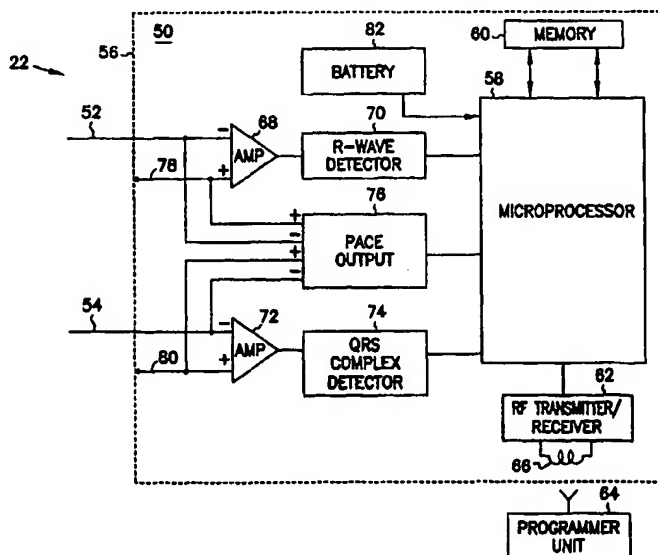 56
50
82
60
MEMORY
22
BATTERY
58
52
68
70
AMP
R-WAVE
DETECTOR
78
76
MICROPROCESSOR
PACE
OUTPUT
54
72
74
AMP
QRS
COMPLEX
DETECTOR
80
62
RF TRANSMITTER/
RECEIVER
66
64
PROGRAMMER
UNIT
- 
+
+
-
+
-
-
+